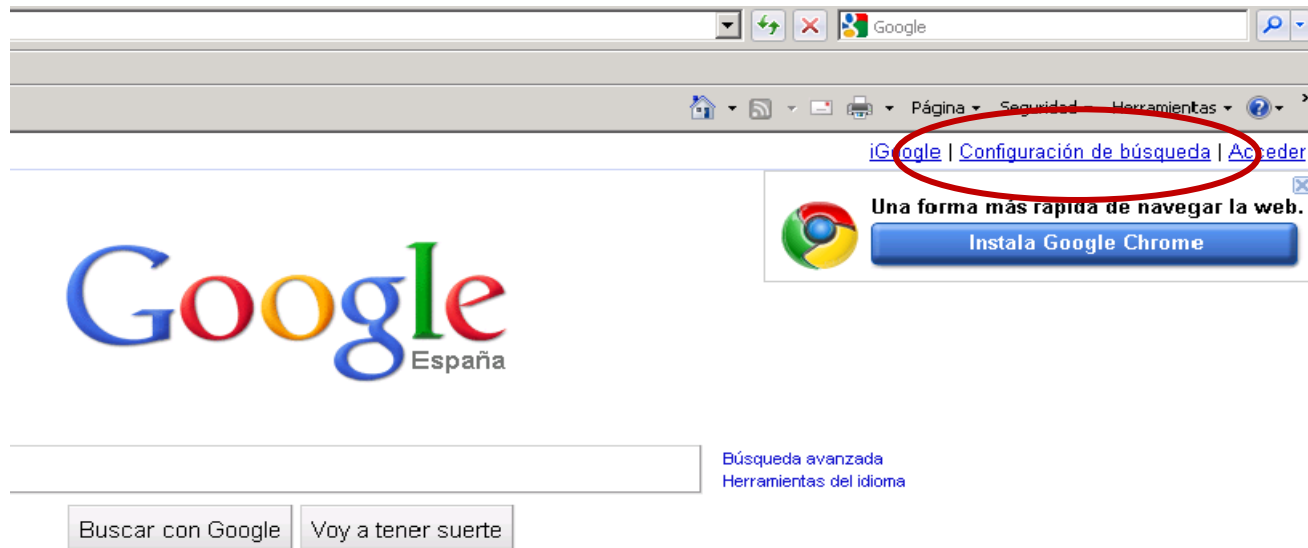 Google
Página Seguridad Herramientas
iGoogle | Configuración de búsqueda | Acceder
Una forma más rápida de navegar la web.
Instala Google Chrome
Google
España
Búsqueda avanzada
Herramientas del idioma
Buscar con Google Voy a tener suerte